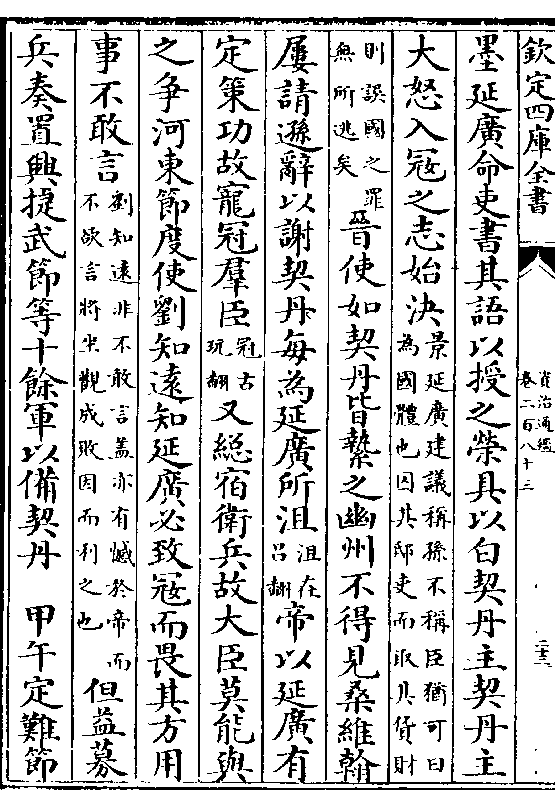 欽定四庫全書
資治通鑑
卷二百八十三
墨延廣命吏書其語以授之榮具以白契丹主契丹主
大怒入冦之志始決
景延廣建議稱孫不稱臣猶可曰
為國體也因其邸吏而取其貨財
則誤國之罪
無所逃矣
晉使如契丹皆縶之幽州不得見桑維翰
屢請遜辭以謝契丹每為延廣所沮
沮在
吕翻
帝以延廣有
定策功故寵冠羣臣
冠古
玩翻
又總宿衛兵故大臣莫能與
之争河東節度使劉知遠知延廣必致冦而畏其方用
事不敢言
劉知遠非不敢言蓋亦有憾於帝而
不欲言將坐觀成敗因而利之也
但益募
兵奏置興捷武節等十餘軍以備契丹　甲午定難節